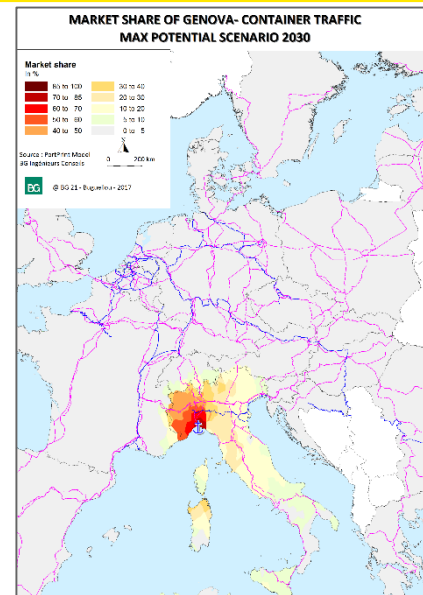 MARKET SHARE OF GENOVA- CONTAINER TRAFFIC
MAX POTENTIAL SCENARIO 2030
Market share
in %
85 to 100
70 to 85
60 to 70
50 to 60
40 to 50
30 to 40
20 to 30
10 to 20
5 to 10
0 to 5
Source : PortPrint Model
BG Ingénieurs Conseils
0 200 km
BG
© BG 21 - - 2017